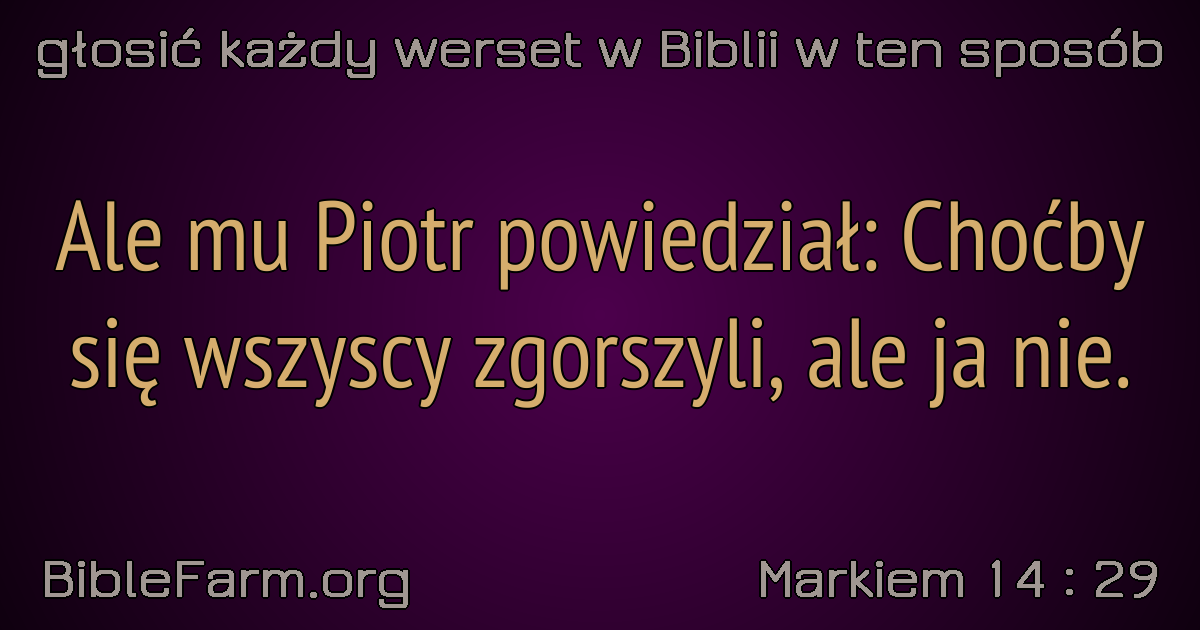 głosić każdy werset w Biblii w ten sposób
Ale mu Piotr powiedział: Choćby
się wszyscy zgorszyli, ale ja nie.
BibleFarm.org
Markiem 14 : 29